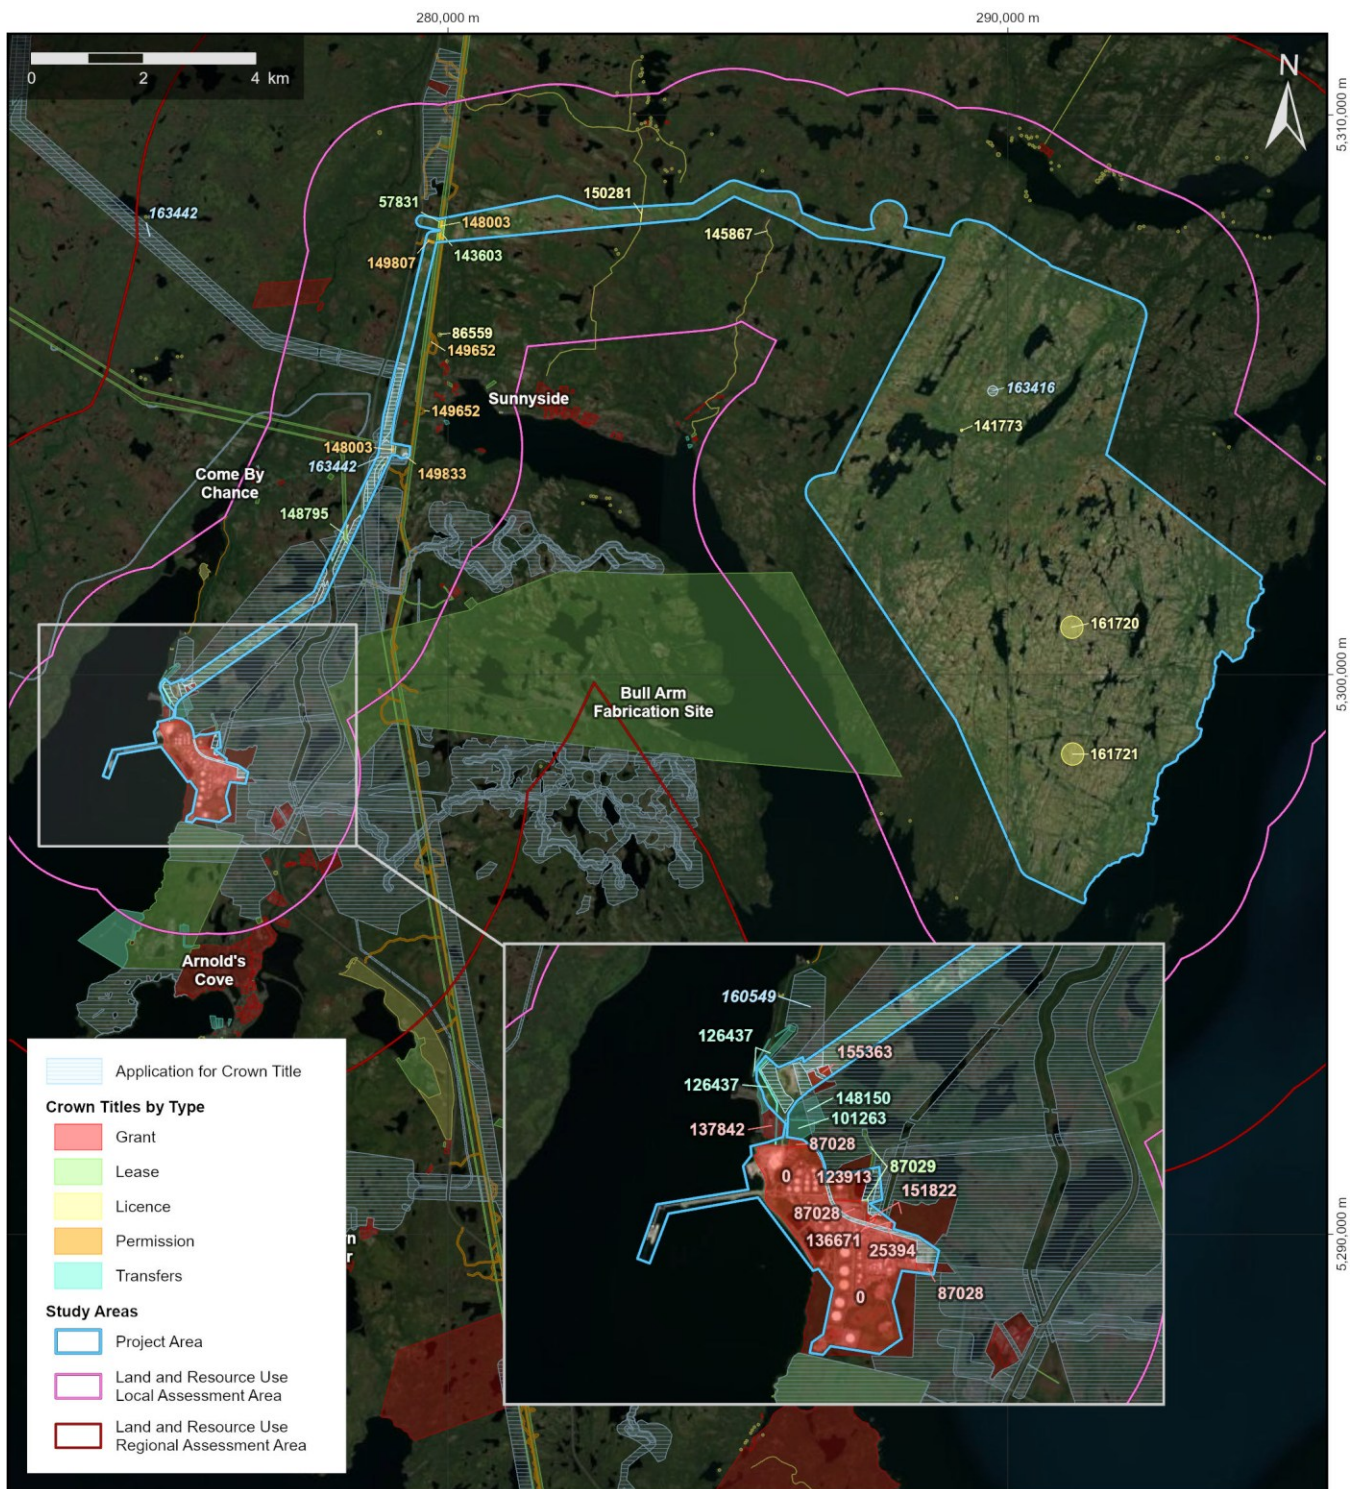 280,000 m
290,000 m
0
2
4 km
N
5,310,000 m
163442
57831
148003
150281
145867
149807
143603
86559
149652
Sunnyside
163416
149652
141773
148003
163442
149833
Come By
Chance
148795
161720
5,300,000 m
Bull Arm
Fabrication Site
161721
Arnold's
Cove
160549
126437
155363
126437
148150
101263
137842
87028
87029
0
123913
151822
87028
136671
25394
87028
0
5,290,000 m
Application for Crown Title
Crown Titles by Type
Grant
Lease
Licence
Permission
Transfers
Study Areas
Project Area
Land and Resource Use
Local Assessment Area
Land and Resource Use
Regional Assessment Area